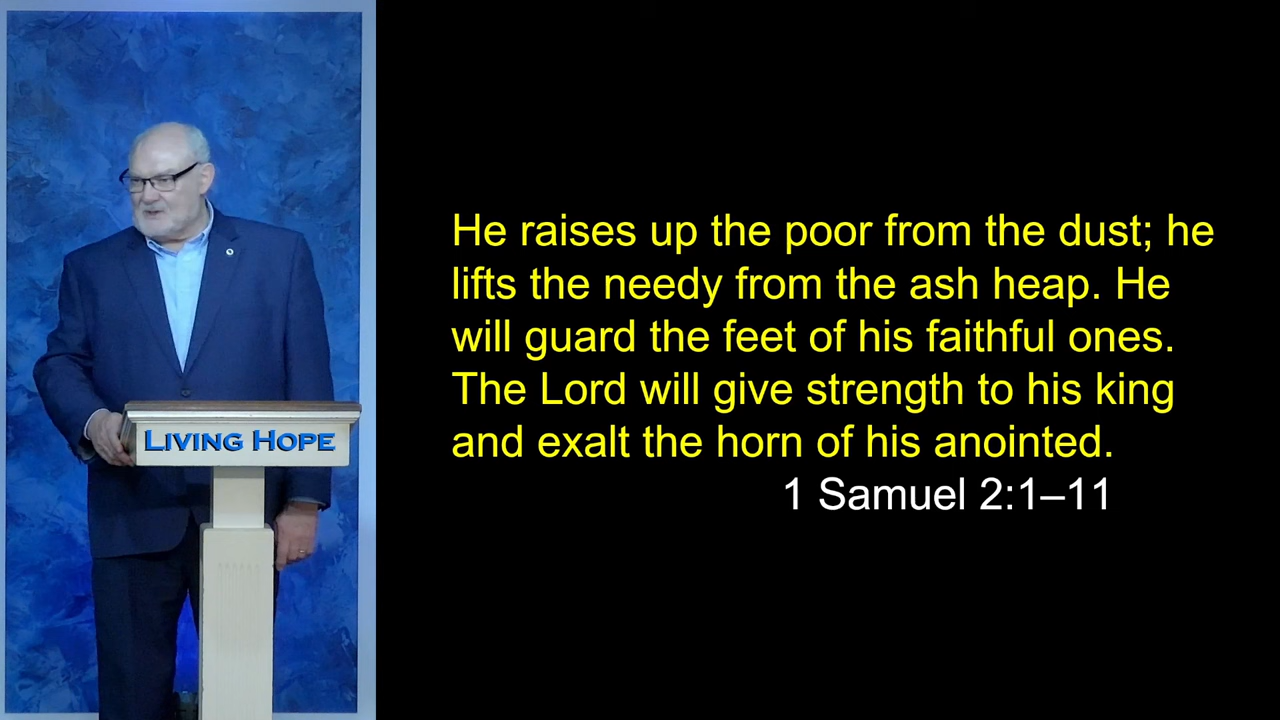 LIVING HOPE
He raises up the poor from the dust; he
lifts the needy from the ash heap. He
will guard the feet of his faithful ones.
The Lord will give strength to his king
and exalt the horn of his anointed.
1 Samuel 2:1–11